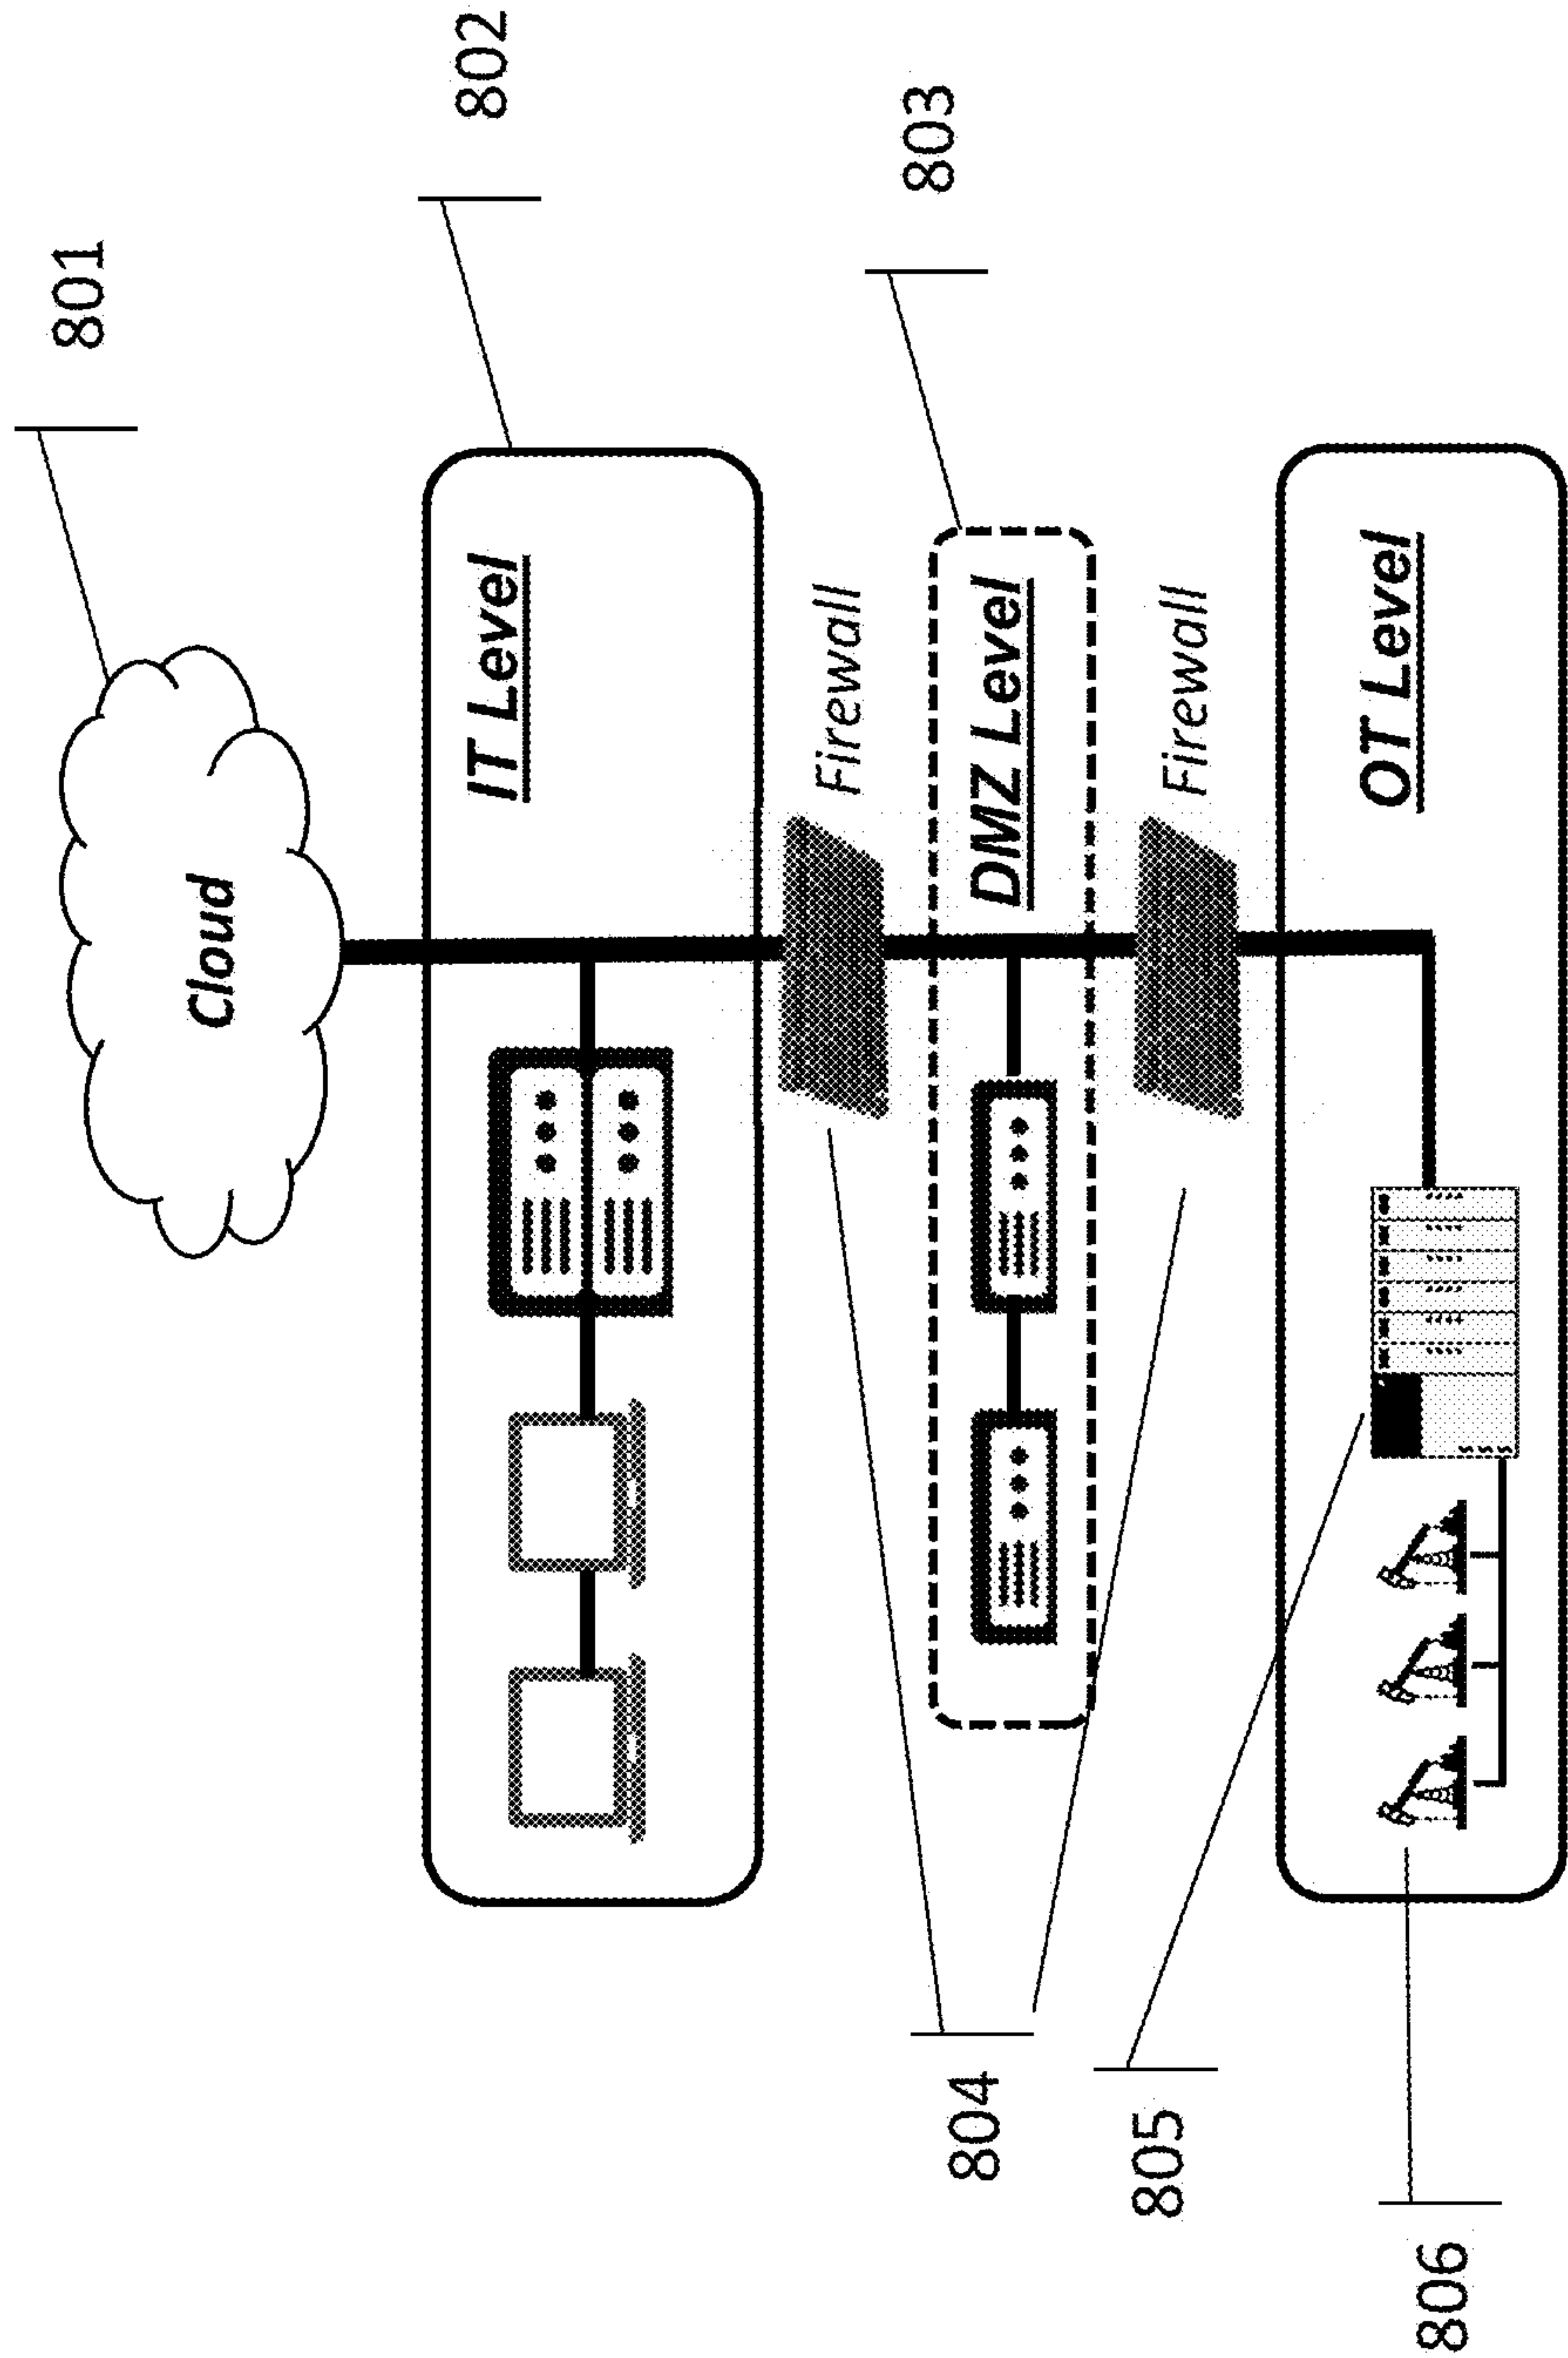 801
Cloud
802
IT Level
Firewall
803
DMZ Level
804
Firewall
805
OT Level
806